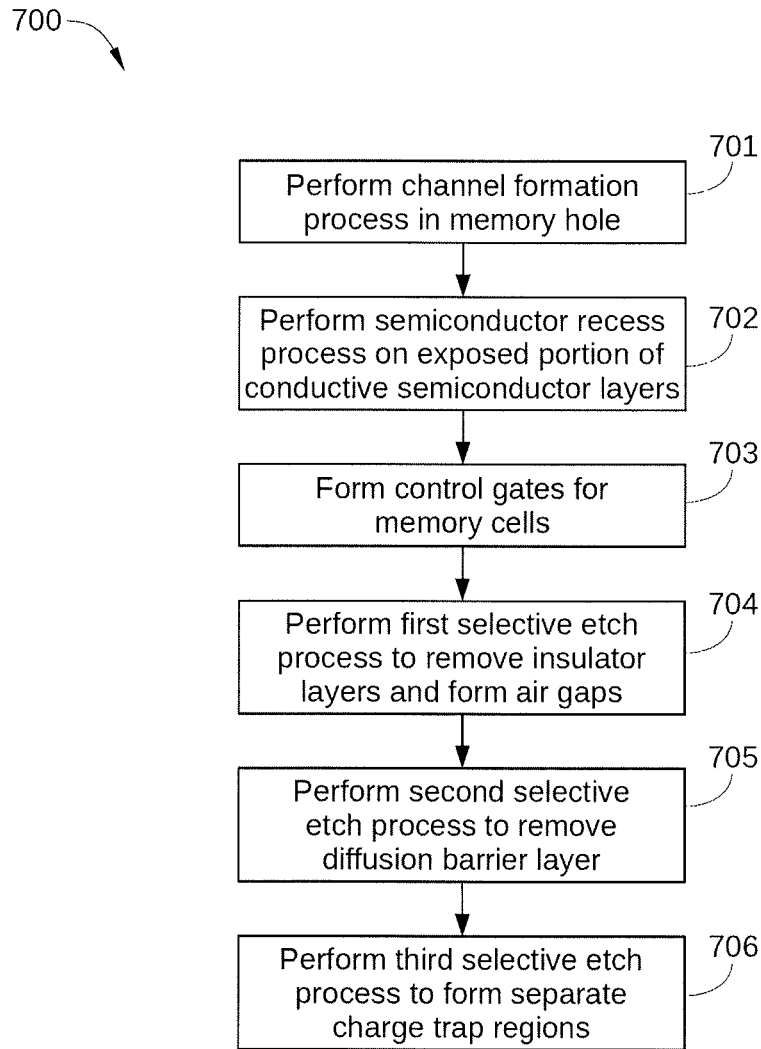 700
701
Perform channel formation
process in memory hole
702
Perform semiconductor recess
process on exposed portion of
conductive semiconductor layers
703
Form control gates for
memory cells
704
Perform first selective etch
process to remove insulator
layers and form air gaps
705
Perform second selective
etch process to remove
diffusion barrier layer
706
Perform third selective etch
process to form separate
charge trap regions